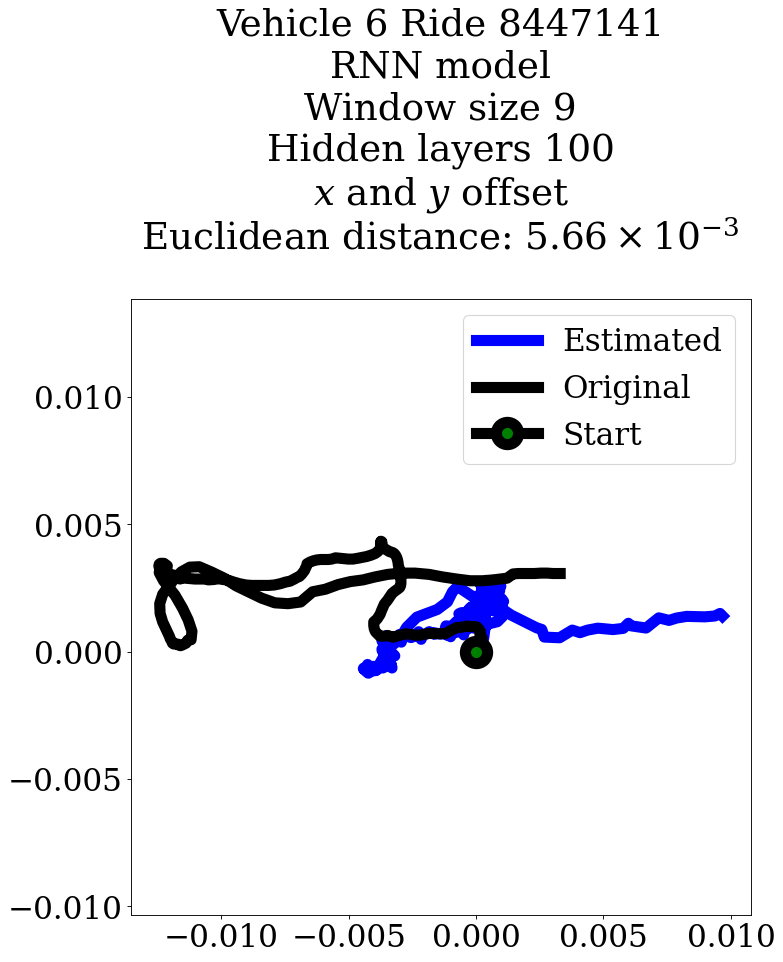 Vehicle 6 Ride 8447141
RNN model
Window size 9
Hidden layers 100
x and y offset
Euclidean distance: 5.66 × 10⁻³
Estimated
Original
Start
0.010
0.005
0.000
−0.005
−0.010
−0.010 −0.005 0.000 0.005 0.010